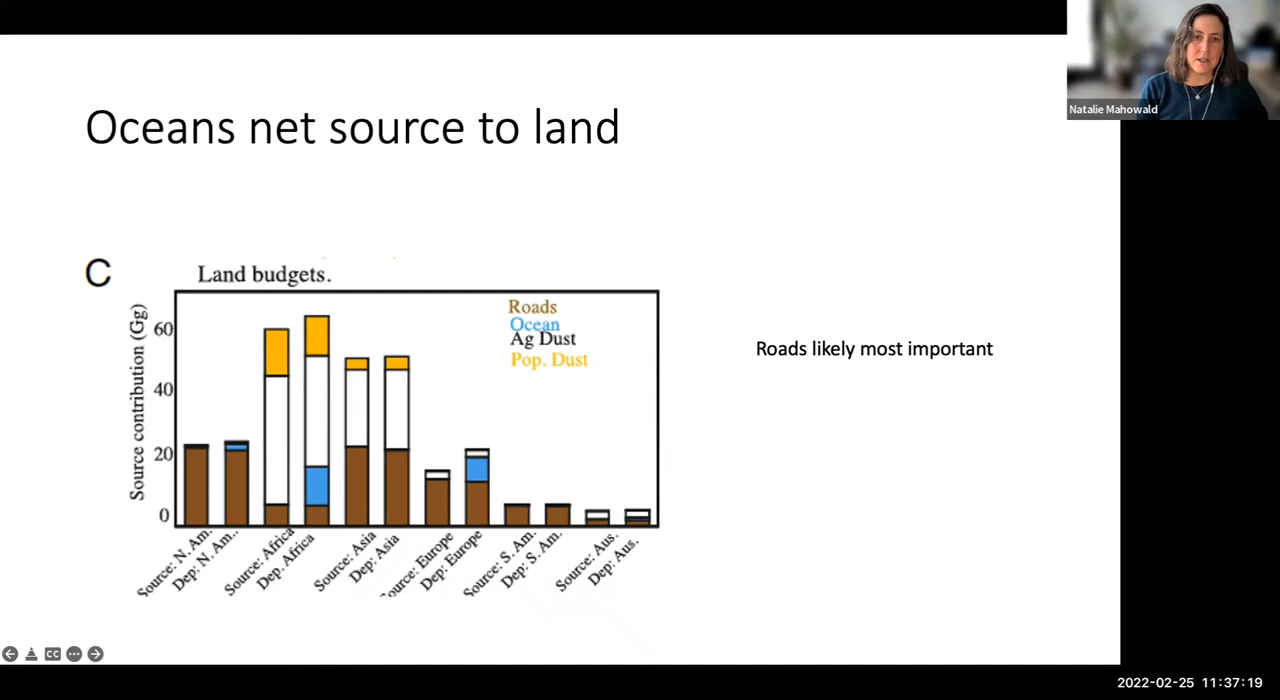 Natalie Mahowald
Oceans net source to land
C
Land budgets.
Source contribution (Gg)
60
40
20
0
Roads
Ocean
Ag Dust
Pop. Dust
Roads likely most important
Source: N. Am.
Dep: N. Am..
Source: Africa
Dep. Africa
Source: Asia
Dep: Asia
ource: Europe
Dep: Europe
Source: S. Am.
Dep: S. Am.
Source: Aus.
Dep: Aus.
CC
2022-02-25 11:37:19